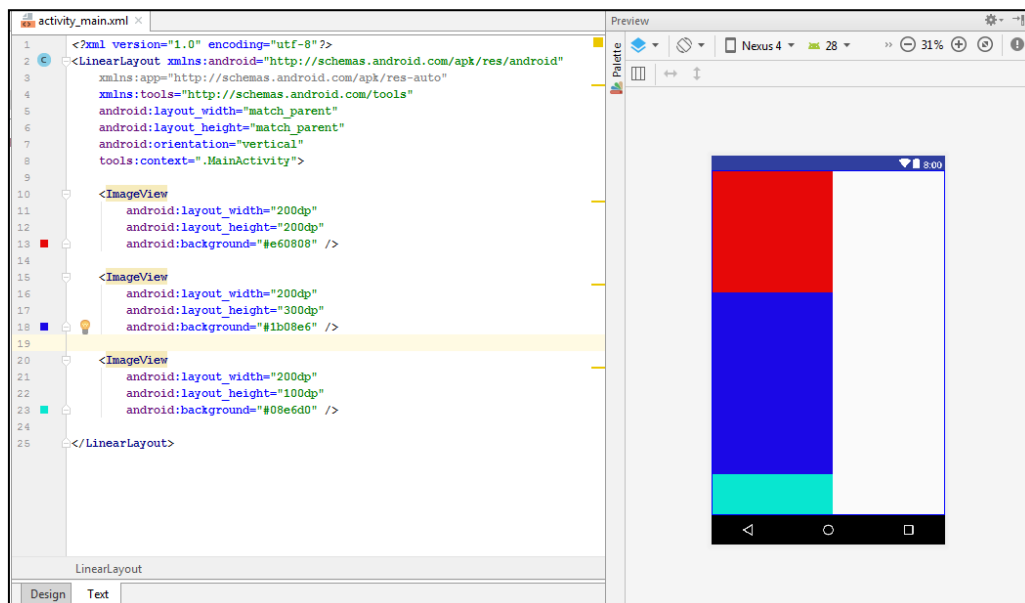 activity_main.xml
Preview
Palette
Nexus 4
28
31%
1 <?xml version="1.0" encoding="utf-8"?>
2 C <LinearLayout xmlns:android="http://schemas.android.com/apk/res/android"
3 xmlns:app="http://schemas.android.com/apk/res-auto"
4 xmlns:tools="http://schemas.android.com/tools"
5 android:layout_width="match_parent"
6 android:layout_height="match_parent"
7 android:orientation="vertical"
8 tools:context=".MainActivity">
9
10 <ImageView
11 android:layout_width="200dp"
12 android:layout_height="200dp"
13 android:background="#e60808" />
14
15 <ImageView
16 android:layout_width="200dp"
17 android:layout_height="300dp"
18 android:background="#1b08e6" />
19
20 <ImageView
21 android:layout_width="200dp"
22 android:layout_height="100dp"
23 android:background="#08e6d0" />
24
25 </LinearLayout>
8:00
LinearLayout
Design Text